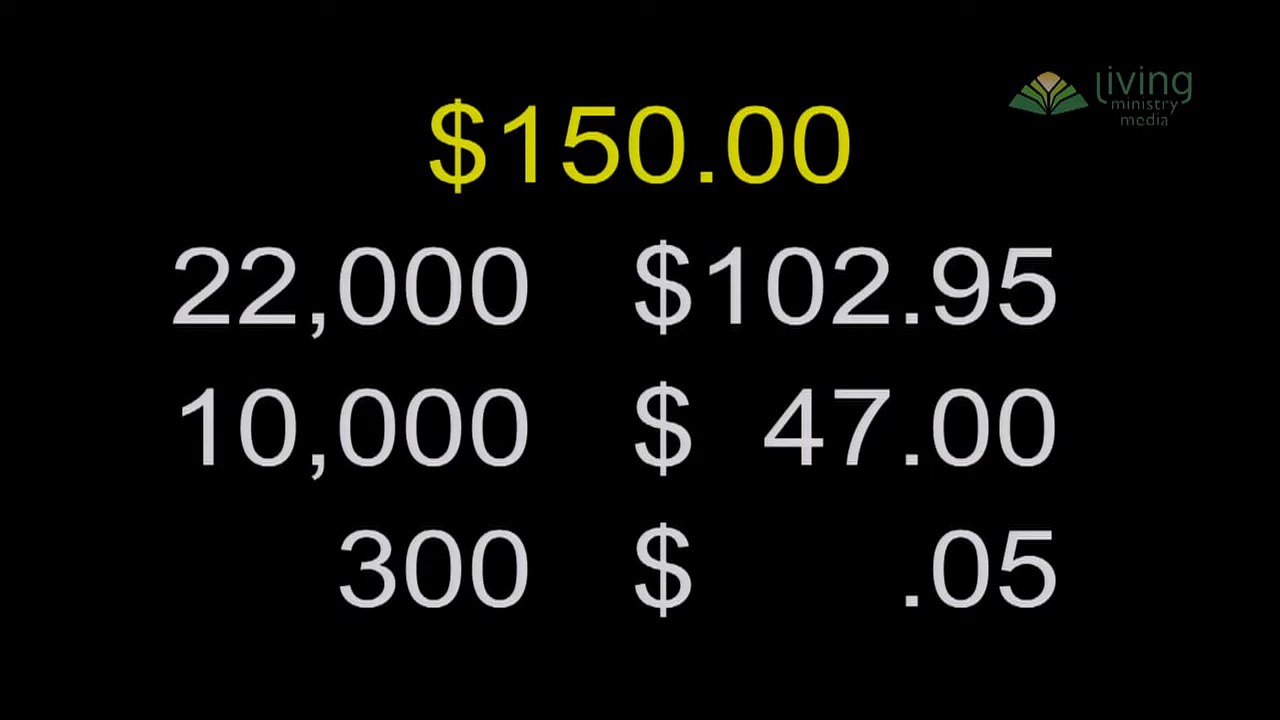 living
ministry
media
$150.00
22,000 $102.95
10,000 $ 47.00
300 $ .05